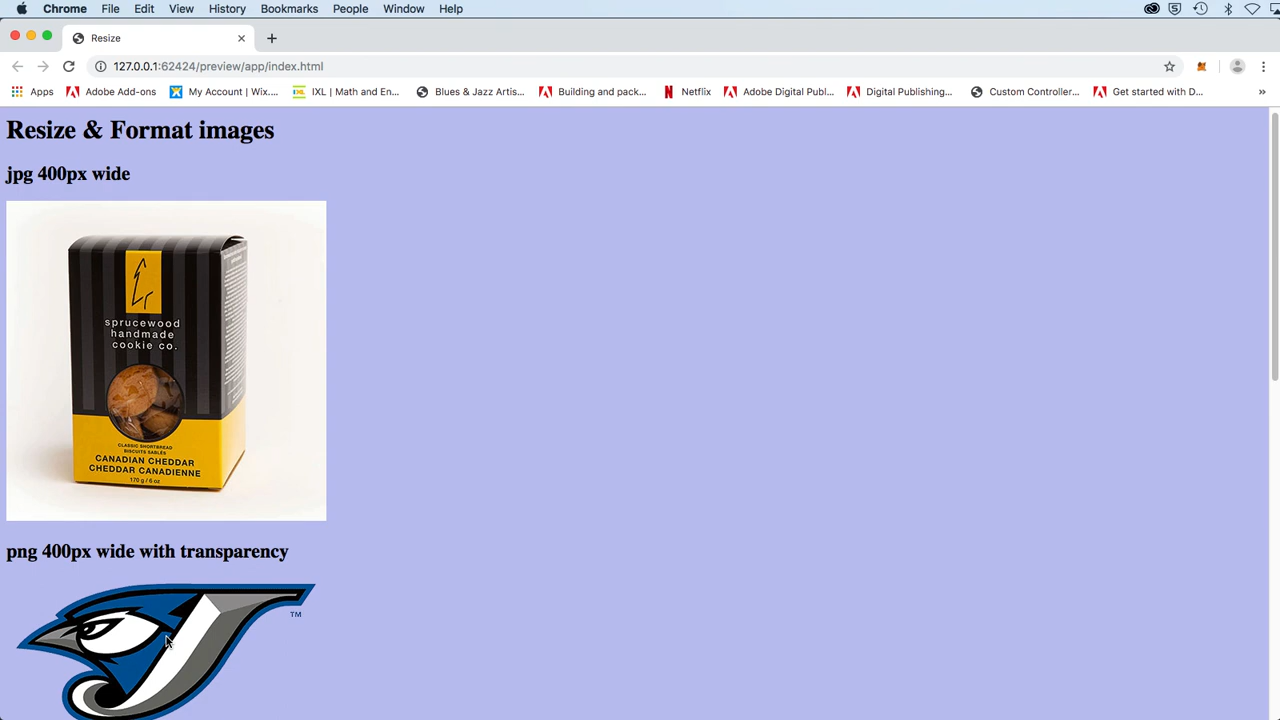 Chrome File Edit View History Bookmarks People Window Help
Resize
127.0.0.1:62424/preview/app/index.html
Apps Adobe Add-ons My Account | Wix.... IXL | Math and En... Blues & Jazz Artis... Building and pack... Netflix Adobe Digital Publ... Digital Publishing... Custom Controller... Get started with D... »
Resize & Format images
jpg 400px wide
sprucewood
handmade
cookie co.
CLASSIC SHORTBREAD
BISCUITS SABLÉS
CANADIAN CHEDDAR
CHEDDAR CANADIENNE
170 g / 6 oz
png 400px wide with transparency
TM